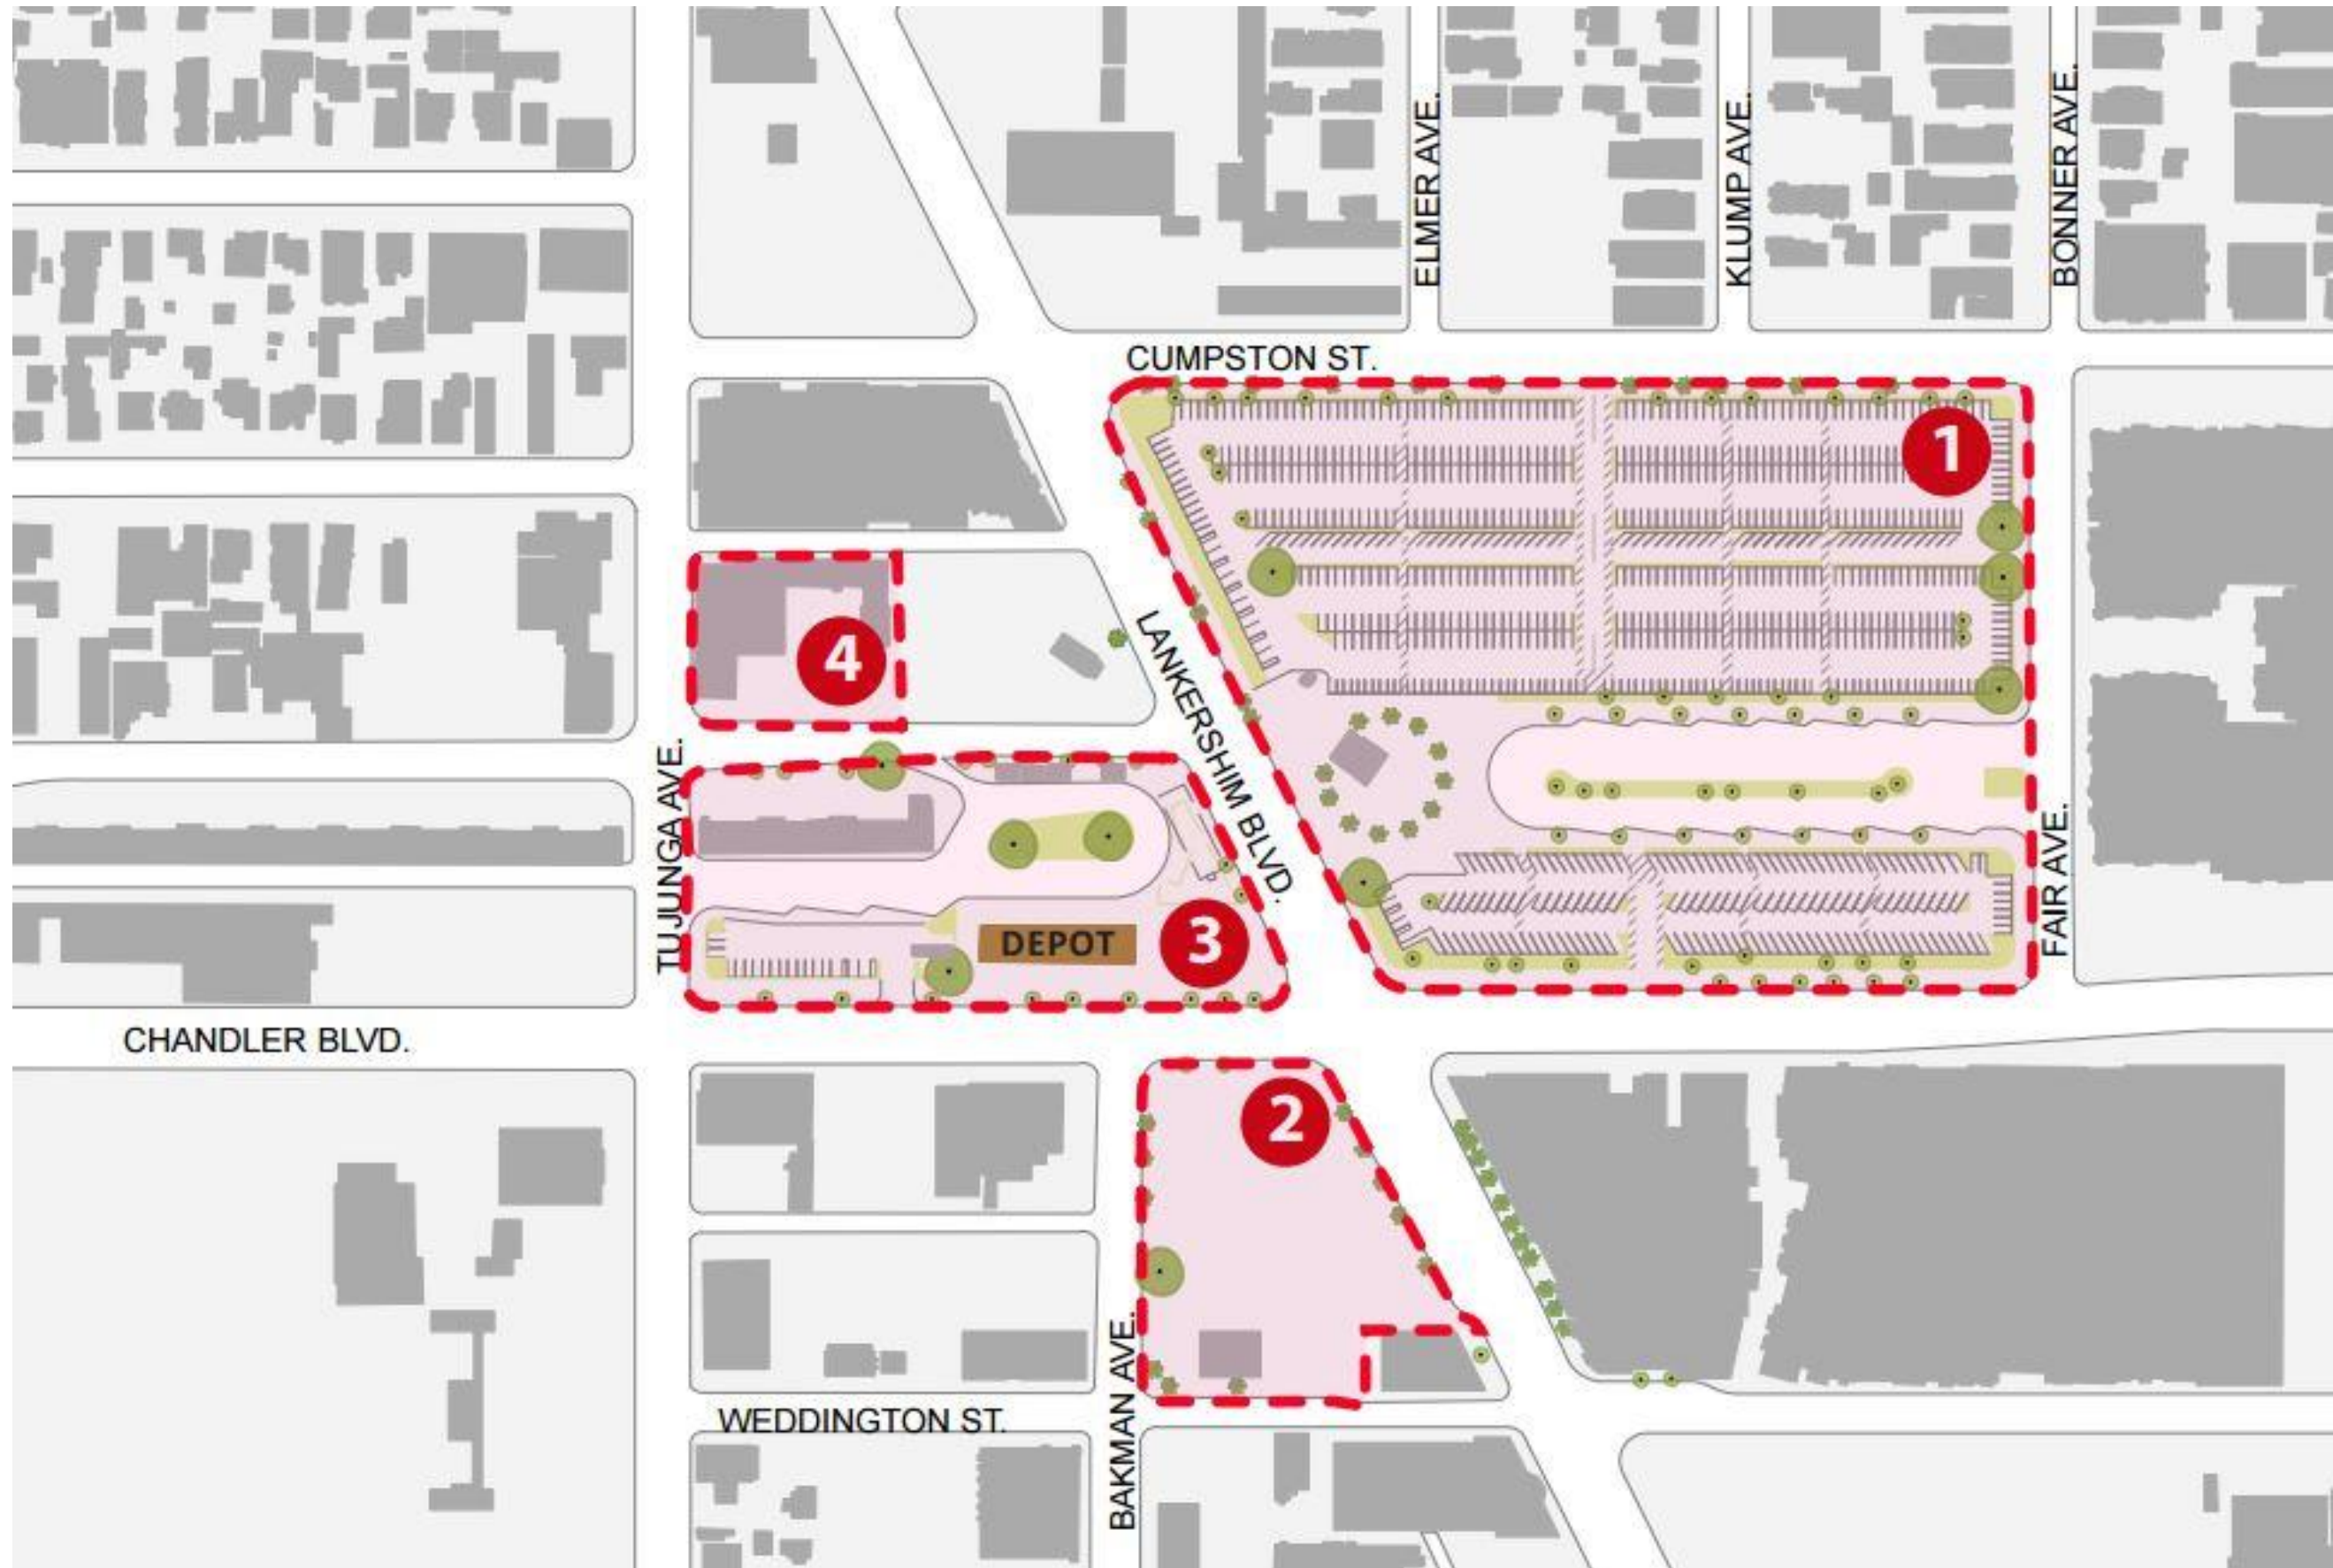 ELMER AVE.
KLUMP AVE.
BONNER AVE.
CUMPSTON ST.
1
4
LANKERSHIM BLVD.
TUJUNGA AVE.
FAIR AVE.
DEPOT
3
CHANDLER BLVD.
2
BAKMAN AVE.
WEDDINGTON ST.